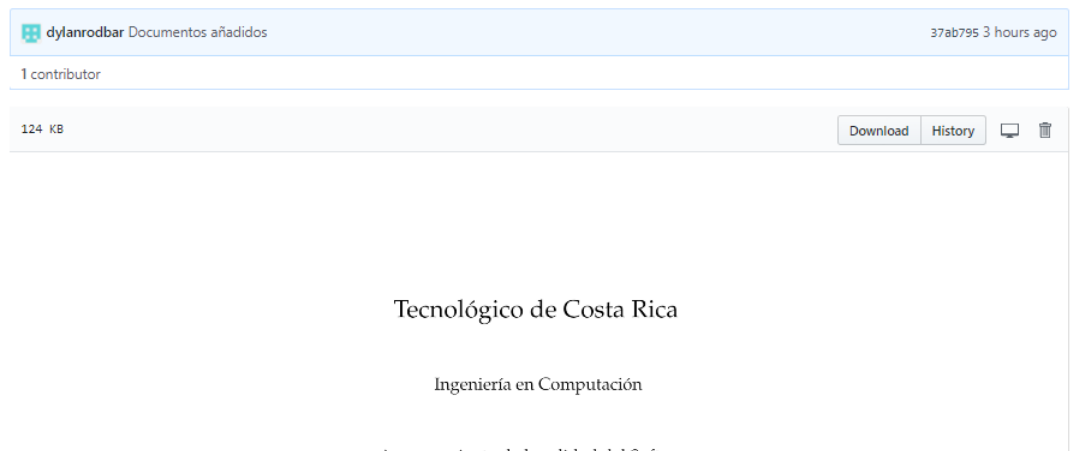 dylanrodbar Documentos añadidos 37ab795 3 hours ago
1 contributor
124 KB Download History
Tecnológico de Costa Rica
Ingeniería en Computación